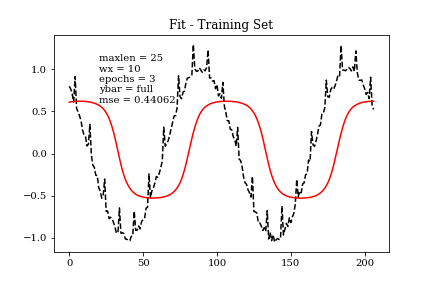 Fit - Training Set
maxlen = 25
wx = 10
epochs = 3
ybar = full
mse = 0.44062
1.0
0.5
0.0
−0.5
−1.0
0 50 100 150 200